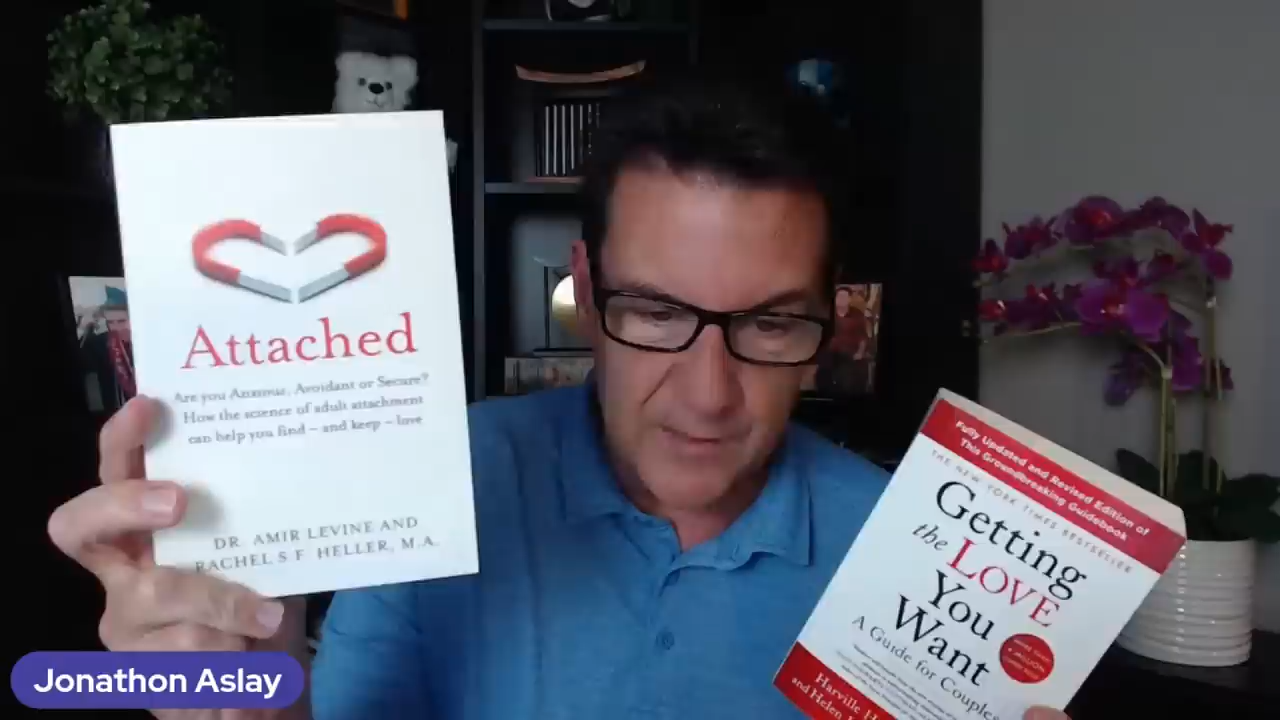 Attached
Are you Anxious, Avoidant or Secure?
How the science of adult attachment
can help you find – and keep – love
DR. AMIR LEVINE AND
RACHEL S F HELLER, M.A.
Fully Updated and Revised Edition of
This Groundbreaking Guidebook
THE NEW YORK TIMES BESTSELLER
Getting
the LOVE
You
Want
A Guide for Couples
Harville
and Helen
Jonathon Aslay